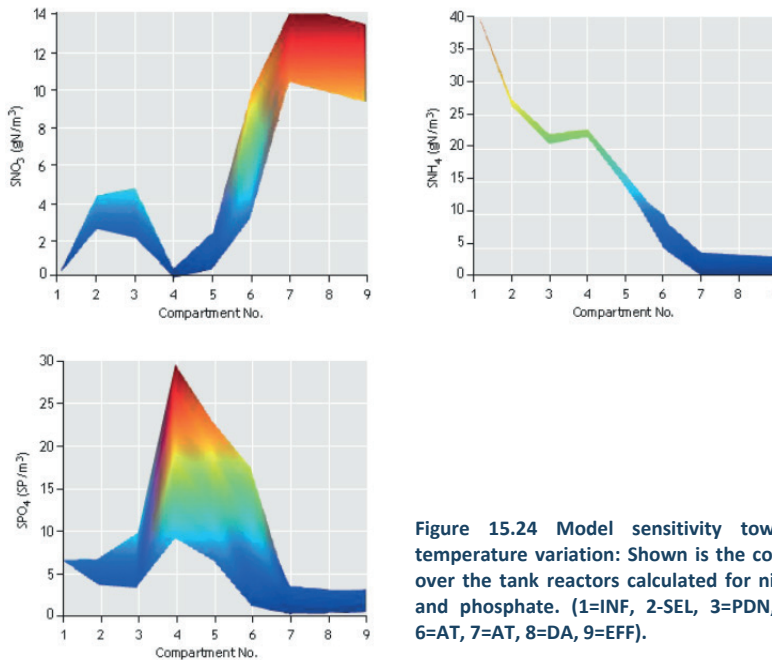 14
12
10
8
6
4
2
0
SNO₃ (gN/m³)
1 2 3 4 5 6 7 8 9
Compartment No.
40
35
30
25
20
15
10
5
0
SNH₄ (gN/m³)
1 2 3 4 5 6 7 8
Compartment No.
30
25
20
15
10
5
0
SPO₄ (SP/m³)
1 2 3 4 5 6 7 8 9
Compartment No.
Figure 15.24 Model sensitivity tow
temperature variation: Shown is the co
over the tank reactors calculated for ni
and phosphate. (1=INF, 2-SEL, 3=PDN,
6=AT, 7=AT, 8=DA, 9=EFF).